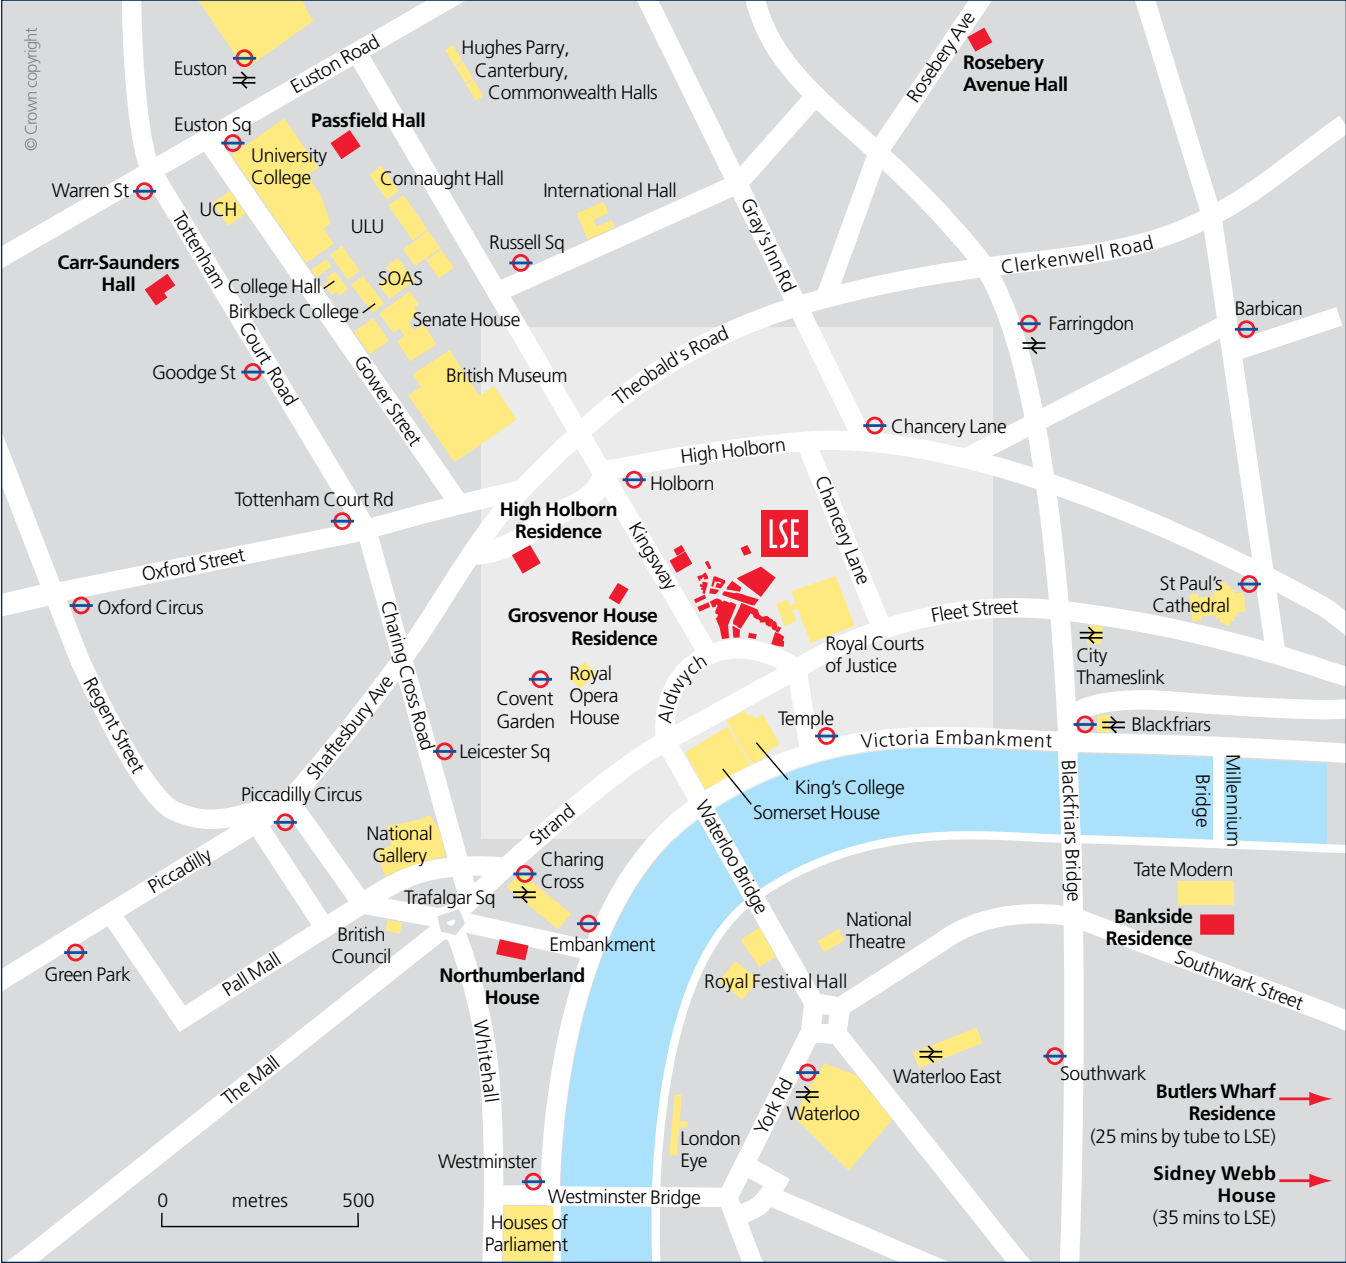 © Crown copyright
Euston
Euston Road
Hughes Parry,
Canterbury,
Commonwealth Halls
Rosebery Ave
Rosebery
Avenue Hall
Euston Sq
Passfield Hall
University
College
Warren St
UCH
Connaught Hall
International Hall
ULU
Tottenham
Court Road
Gray's Inn Rd
Russell Sq
Clerkenwell Road
Carr-Saunders
Hall
College Hall
SOAS
Birkbeck College
Senate House
Farringdon
Barbican
Goodge St
Gower Street
British Museum
Theobald's Road
Chancery Lane
High Holborn
Holborn
Tottenham Court Rd
High Holborn
Residence
Kingsway
LSE
Chancery Lane
Oxford Street
Oxford Circus
Grosvenor House
Residence
Charing Cross Road
Royal Courts
of Justice
Fleet Street
St Paul's
Cathedral
City
Thameslink
Aldwych
Covent
Garden
Royal
Opera
House
Regent Street
Shaftesbury Ave
Leicester Sq
Temple
Victoria Embankment
Blackfriars
Piccadilly Circus
King's College
Somerset House
Blackfriars Bridge
Millennium
Bridge
National
Gallery
Strand
Waterloo Bridge
Piccadilly
Charing
Cross
Trafalgar Sq
Tate Modern
Bankside
Residence
British
Council
Embankment
National
Theatre
Green Park
Pall Mall
Northumberland
House
Royal Festival Hall
Southwark Street
Whitehall
The Mall
Waterloo East
Southwark
York Rd
Waterloo
Butlers Wharf
Residence
(25 mins by tube to LSE)
London
Eye
Westminster
Westminster Bridge
Sidney Webb
House
(35 mins to LSE)
0 metres 500
Houses of
Parliament